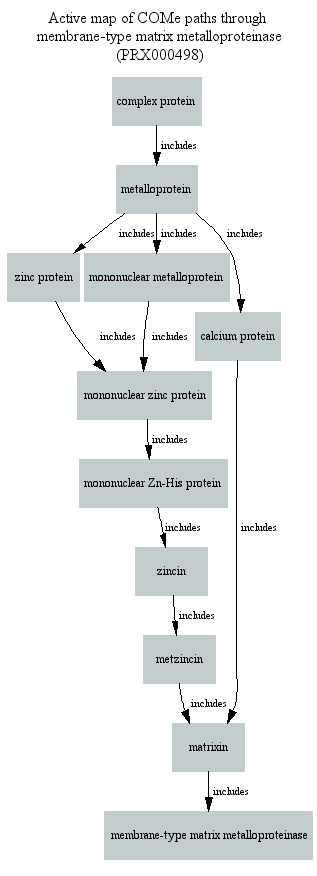 Active map of COMe paths through
membrane-type matrix metalloproteinase
(PRX000498)
complex protein
includes
metalloprotein
includes
includes
includes
zinc protein
mononuclear metalloprotein
calcium protein
includes
includes
mononuclear zinc protein
includes
mononuclear Zn-His protein
includes
includes
zincin
includes
metzincin
includes
matrixin
includes
membrane-type matrix metalloproteinase